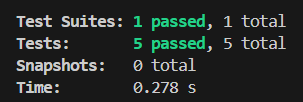 Test Suites: 1 passed, 1 total
Tests:       5 passed, 5 total
Snapshots:   0 total
Time:        0.278 s